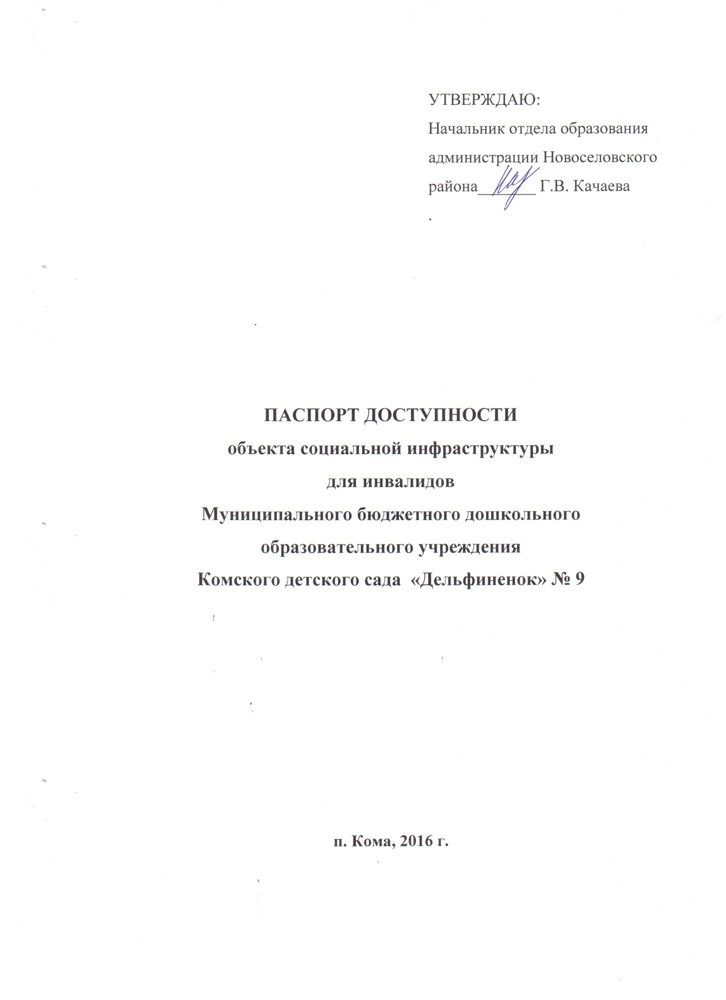 УТВЕРЖДАЮ:
Начальник отдела образования
администрации Новоселовского
района_______ Г.В. Качаева
.
ПАСПОРТ ДОСТУПНОСТИ
объекта социальной инфраструктуры
для инвалидов
Муниципального бюджетного дошкольного
образовательного учреждения
Комского детского сада «Дельфиненок» № 9
п. Кома, 2016 г.